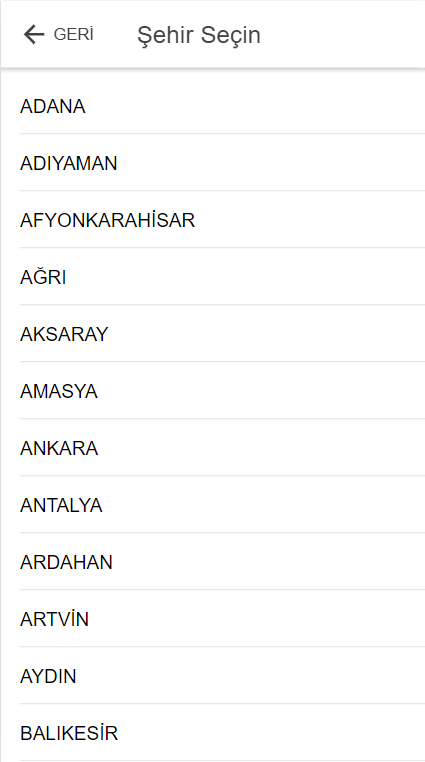 GERİ Şehir Seçin
ADANA
ADIYAMAN
AFYONKARAHİSAR
AĞRI
AKSARAY
AMASYA
ANKARA
ANTALYA
ARDAHAN
ARTVİN
AYDIN
BALIKESİR